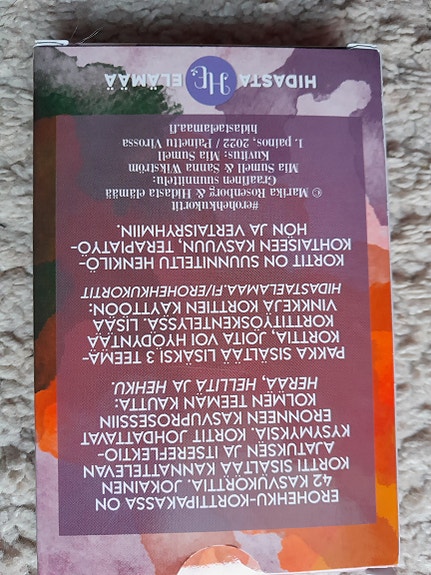 EROHEHKU-KORTTIPAKASSA ON
42 KASVUKORTTIA. JOKAINEN
KORTTI SISÄLTÄÄ KANNATTELEVAN
AJATUKSEN JA ITSEREFLEKTIO-
KYSYMYKSIÄ. KORTIT JOHDATTAVAT
ERONNEEN KASVUPROSESSIIN
KOLMEN TEEMAN KAUTTA:
HERÄÄ, HELLITÄ JA HEHKU.
PAKKA SISÄLTÄÄ LISÄKSI 3 TEEMA-
KORTTIA, JOITA VOI HYÖDYNTÄÄ
KORTTITYÖSKENTELYSSÄ. LISÄÄ
VINKKEJÄ KORTTIEN KÄYTTÖÖN:
HIDASTAELAMAA.FI/EROHEHKUKORTIT
KORTIT ON SUUNNITELTU HENKILÖ-
KOHTAISEEN KASVUUN, TERAPIATYÖ-
HÖN JA VERTAISRYHMIIN.
#erohehkukortit
© Marika Rosenborg & Hidasta elämää
Graafinen suunnittelu:
Mia Sumell & Sanna Wikström
Kuvitus: Mia Sumell
1. painos, 2022 / Painettu Virossa
hidastaelamaa.fi
HIDASTA HE ELÄMÄÄ